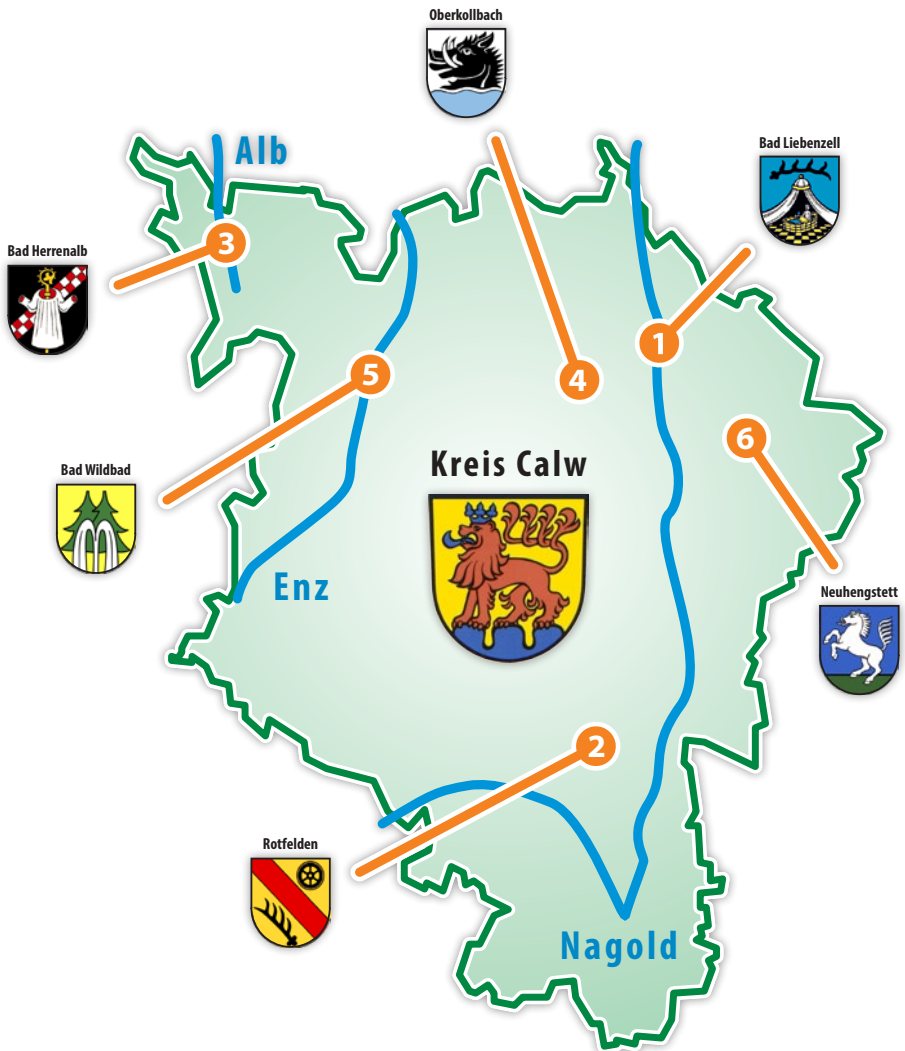 Oberkollbach
Alb
Bad Liebenzell
3
Bad Herrenalb
1
5
4
6
Kreis Calw
Bad Wildbad
Enz
Neuhengstett
2
Rotfelden
Nagold